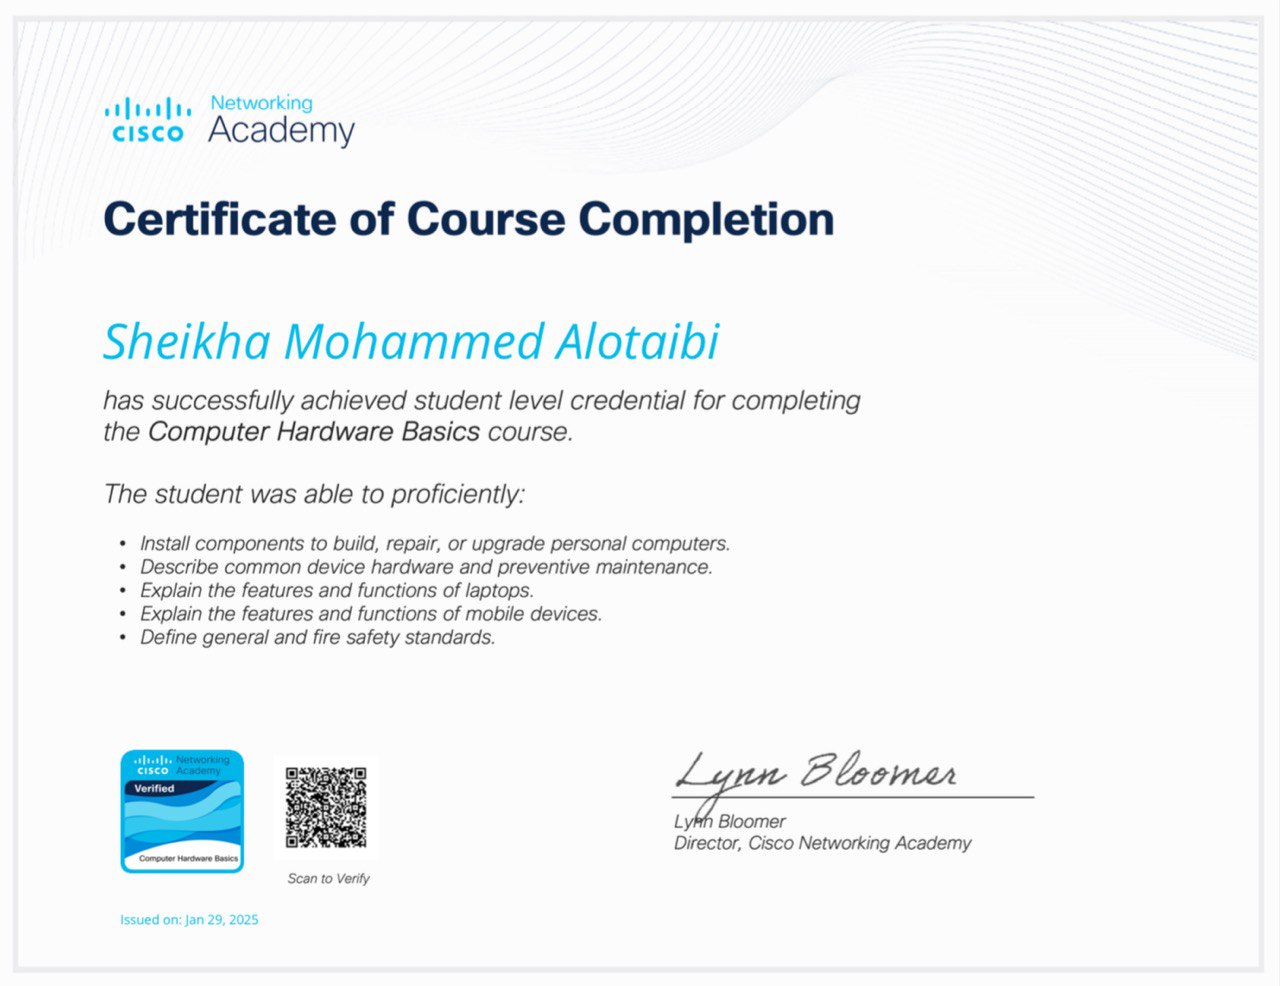 Networking
CISCO Academy
Certificate of Course Completion
Sheikha Mohammed Alotaibi
has successfully achieved student level credential for completing
the Computer Hardware Basics course.
The student was able to proficiently:
• Install components to build, repair, or upgrade personal computers.
• Describe common device hardware and preventive maintenance.
• Explain the features and functions of laptops.
• Explain the features and functions of mobile devices.
• Define general and fire safety standards.
Networking
CISCO Academy
Verified
Computer Hardware Basics
Scan to Verify
Lynn Bloomer
Lynn Bloomer
Director, Cisco Networking Academy
Issued on: Jan 29, 2025